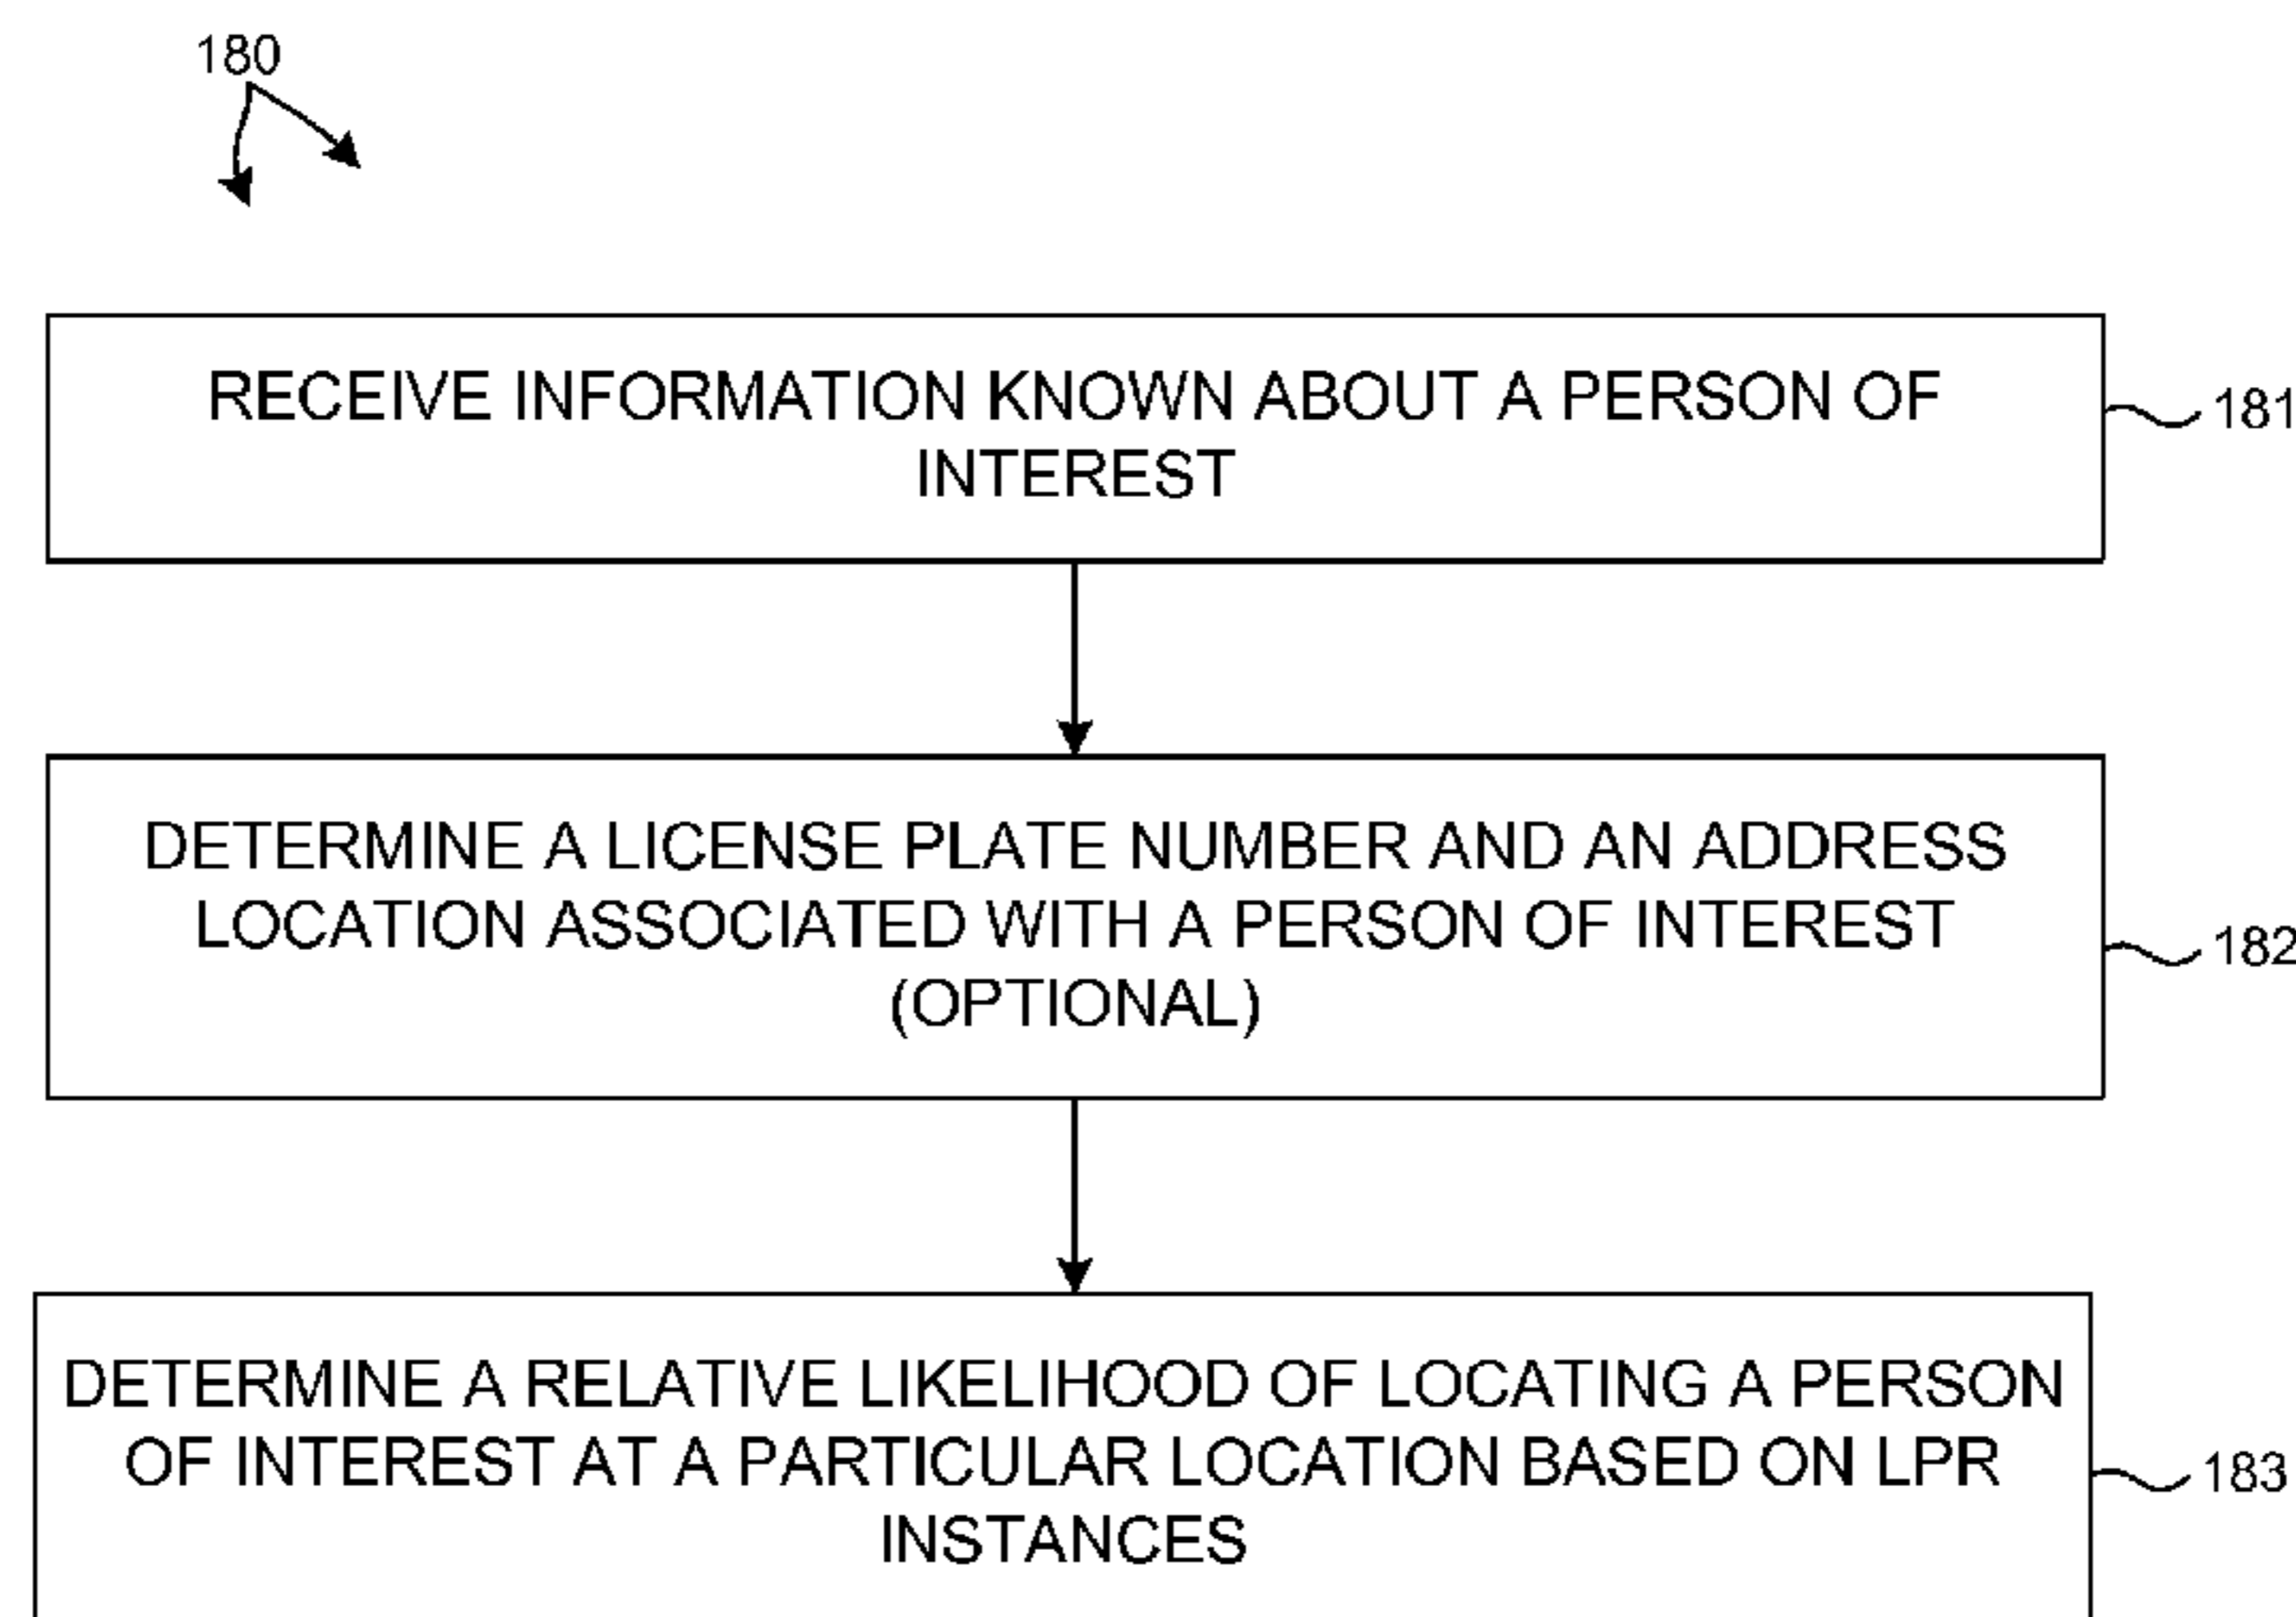 180
RECEIVE INFORMATION KNOWN ABOUT A PERSON OF
INTEREST
181
DETERMINE A LICENSE PLATE NUMBER AND AN ADDRESS
LOCATION ASSOCIATED WITH A PERSON OF INTEREST
(OPTIONAL)
182
DETERMINE A RELATIVE LIKELIHOOD OF LOCATING A PERSON
OF INTEREST AT A PARTICULAR LOCATION BASED ON LPR
INSTANCES
183